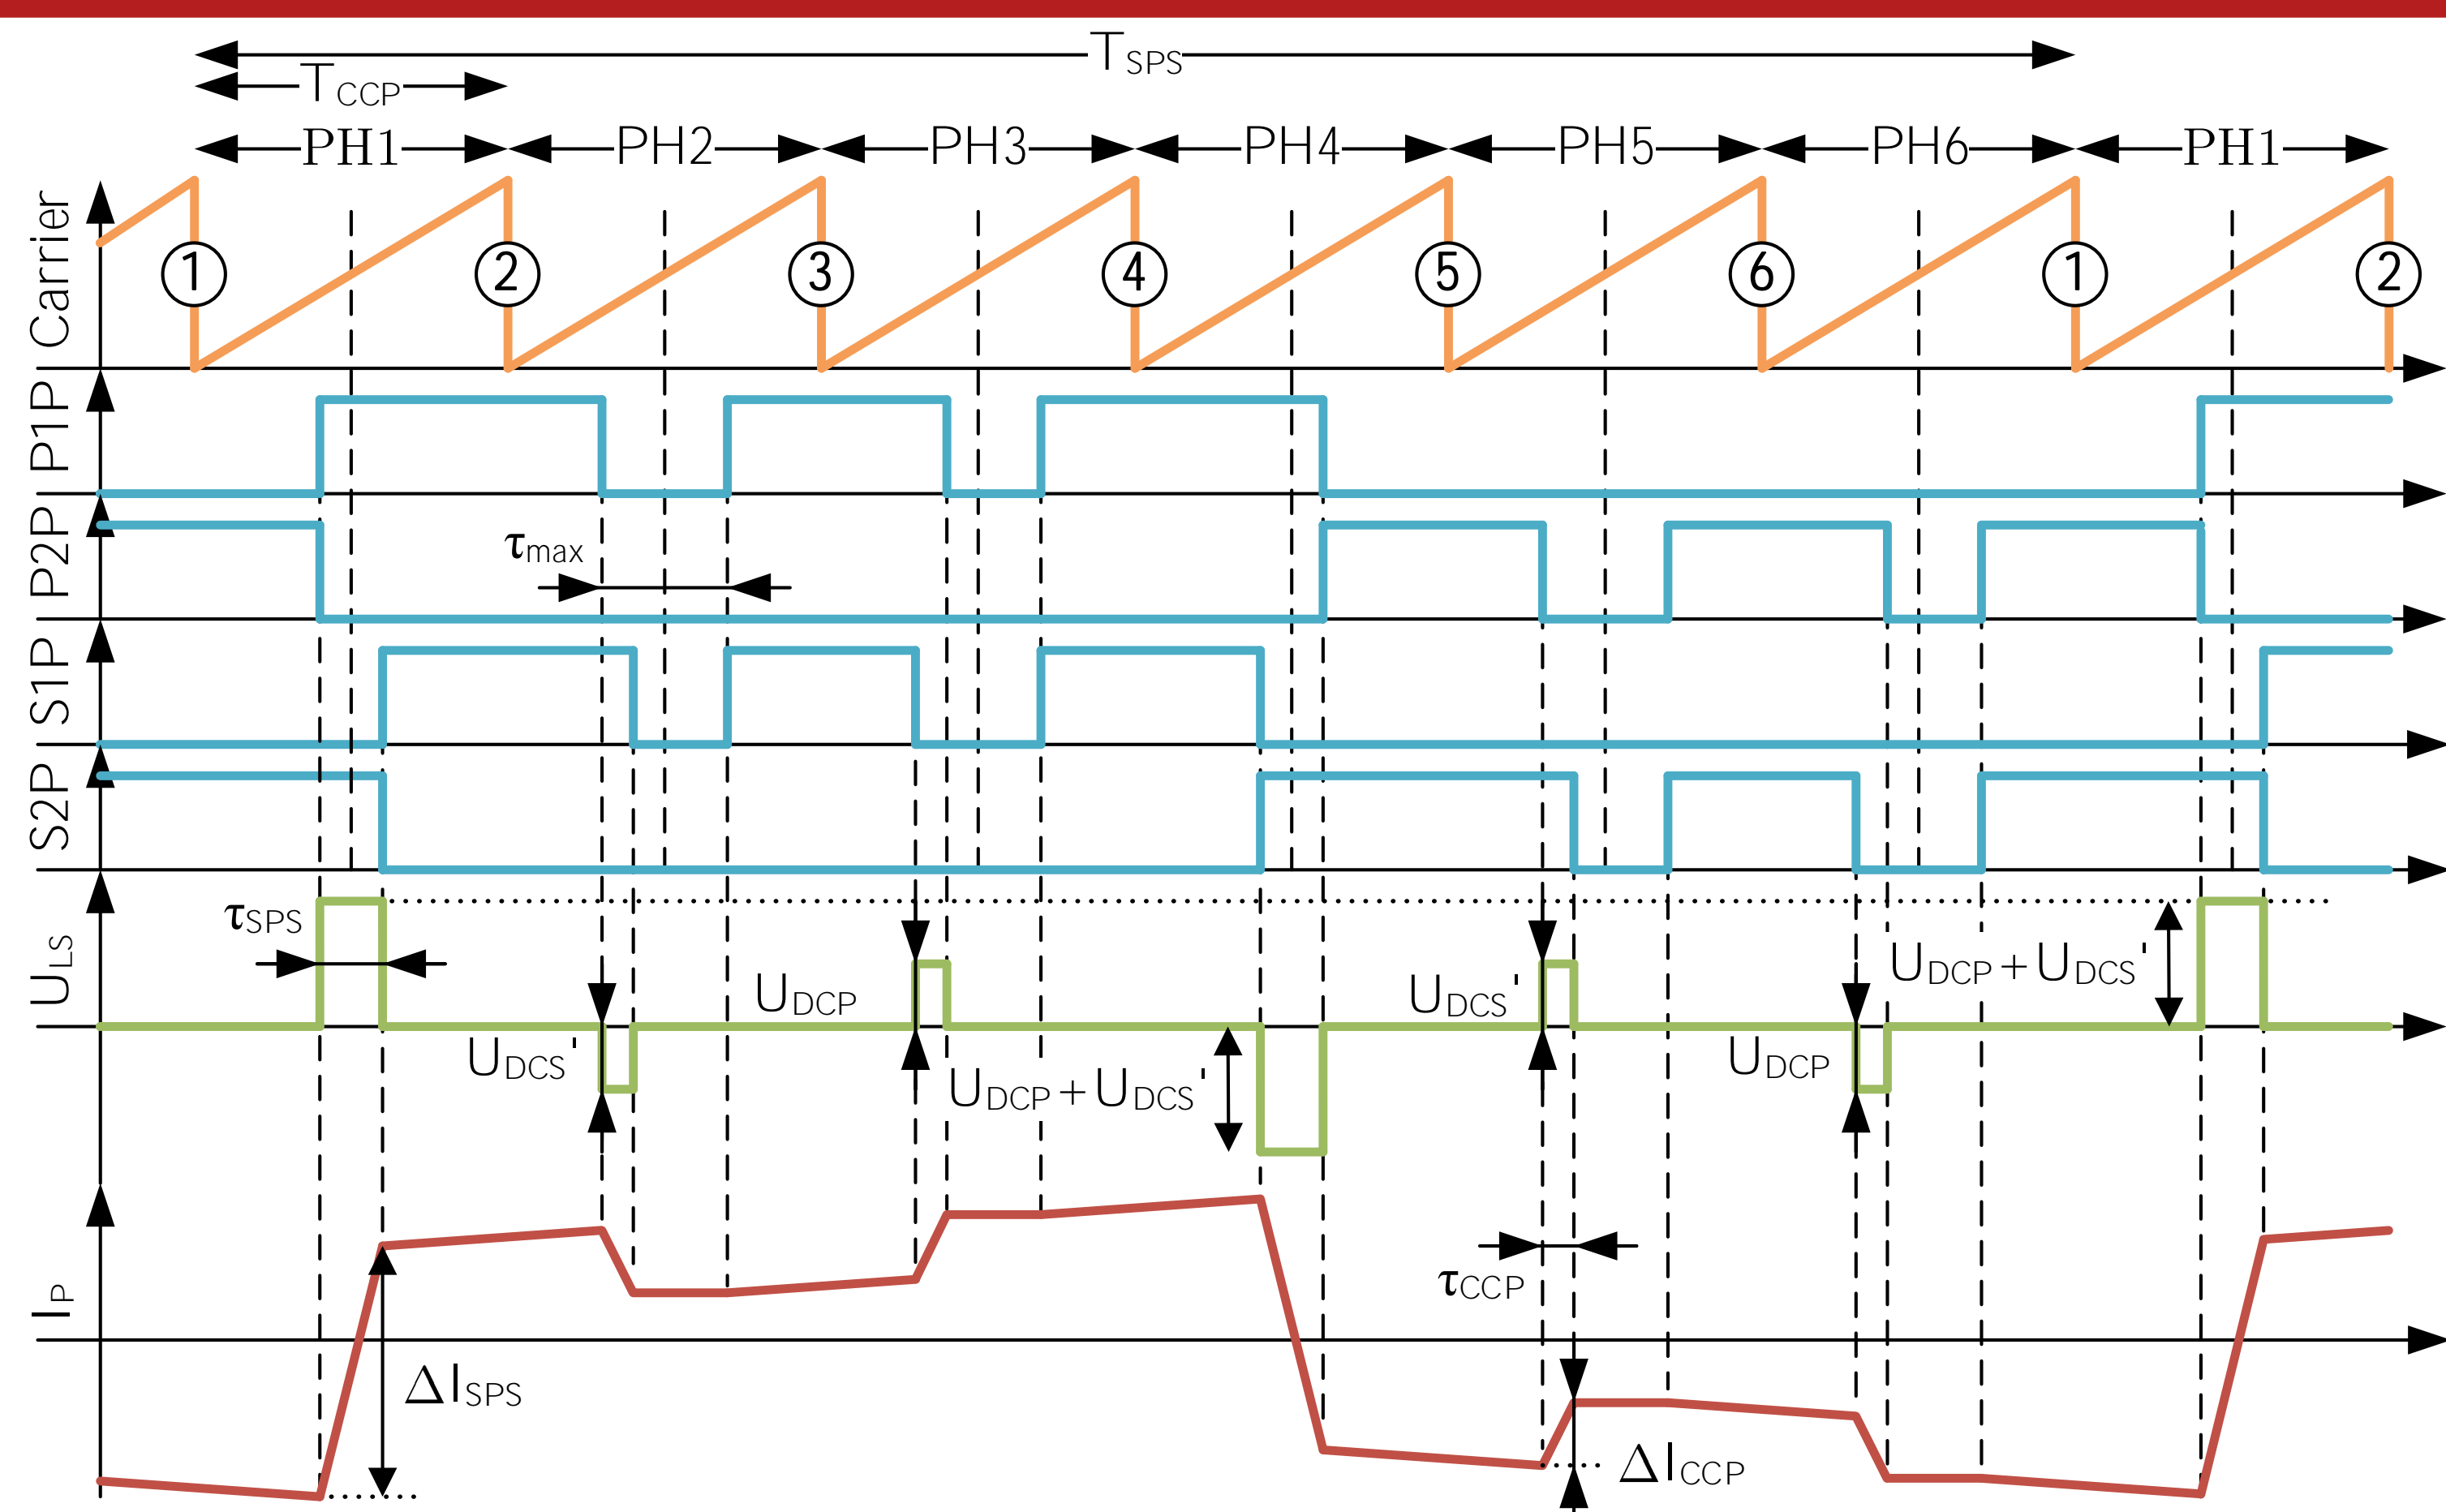 TSPS
TCCP
PH1 PH2 PH3 PH4 PH5 PH6 PH1
Carrier
1 2 3 4 5 6 1 2
P1P
P2P
τmax
S1P
S2P
ULS
τSPS
UDCS'
UDCP
UDCP+UDCS'
UDCS'
UDCP
UDCP+UDCS'
IP
τCCP
ΔISPS
ΔICCP